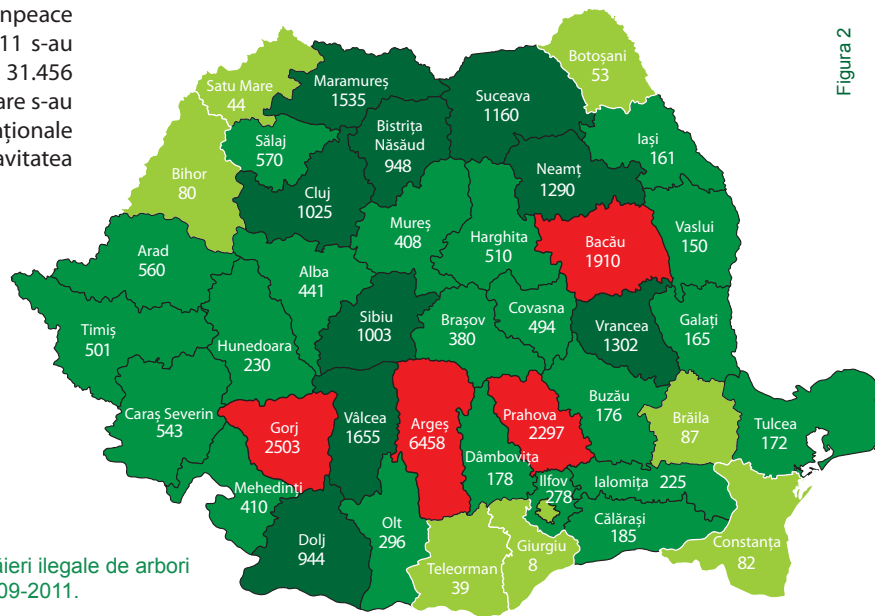 npeace
11 s-au
31.456
are s-au
ționale
avitatea
Figura 2
Botoșani
53
Satu Mare
44
Maramureș
1535
Suceava
1160
Bistrița
Năsăud
948
Sălaj
570
Iași
161
Bihor
80
Cluj
1025
Neamț
1290
Mureș
408
Harghita
510
Bacău
1910
Vaslui
150
Arad
560
Alba
441
Sibiu
1003
Brașov
380
Covasna
494
Vrancea
1302
Galați
165
Timiș
501
Hunedoara
230
Caraș Severin
543
Gorj
2503
Vâlcea
1655
Argeș
6458
Prahova
2297
Buzău
176
Brăila
87
Tulcea
172
Dâmbovița
178
Ilfov
278
Ialomița 225
Mehedinți
410
Călărași
185
Olt
296
Dolj
944
Teleorman
39
Giurgiu
8
Constanța
82
ăieri ilegale de arbori
09-2011.